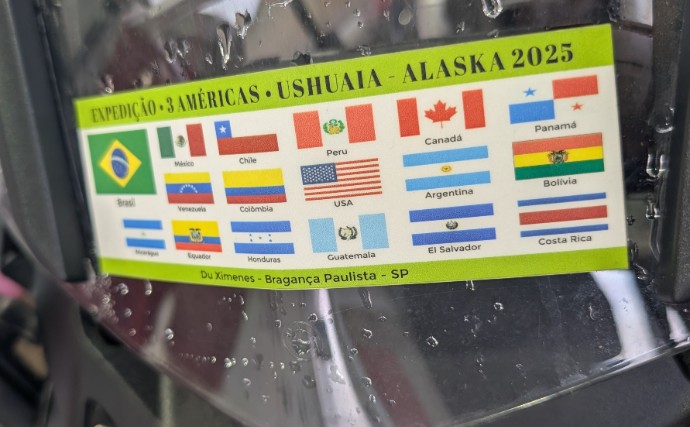 EXPEDIÇÃO • 3 AMÉRICAS • USHUAIA - ALASKA 2025
Brasil
México
Chile
Peru
Canadá
Panamá
Venezuela
Colômbia
USA
Argentina
Bolívia
Nicarágua
Equador
Honduras
Guatemala
El Salvador
Costa Rica
Du Ximenes - Bragança Paulista - SP